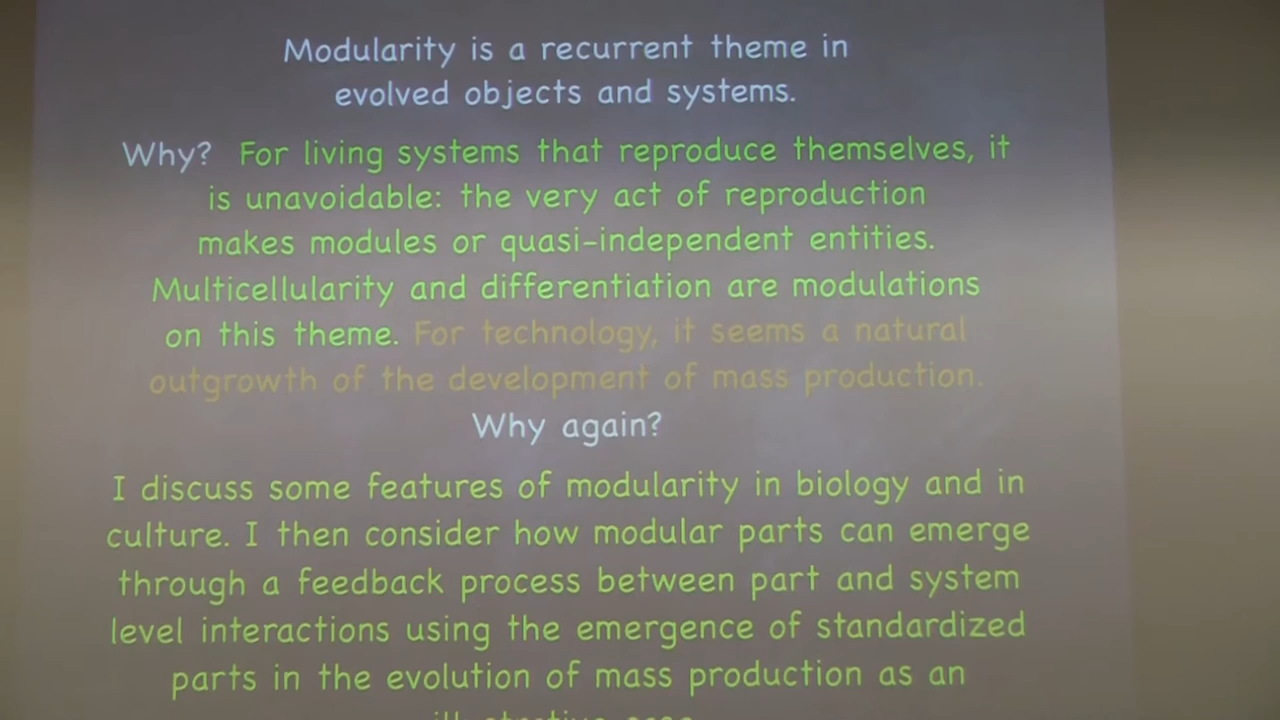 Modularity is a recurrent theme in
evolved objects and systems.
Why? For living systems that reproduce themselves, it
is unavoidable: the very act of reproduction
makes modules or quasi-independent entities.
Multicellularity and differentiation are modulations
on this theme. For technology, it seems a natural
outgrowth of the development of mass production.
Why again?
I discuss some features of modularity in biology and in
culture. I then consider how modular parts can emerge
through a feedback process between part and system
level interactions using the emergence of standardized
parts in the evolution of mass production as an